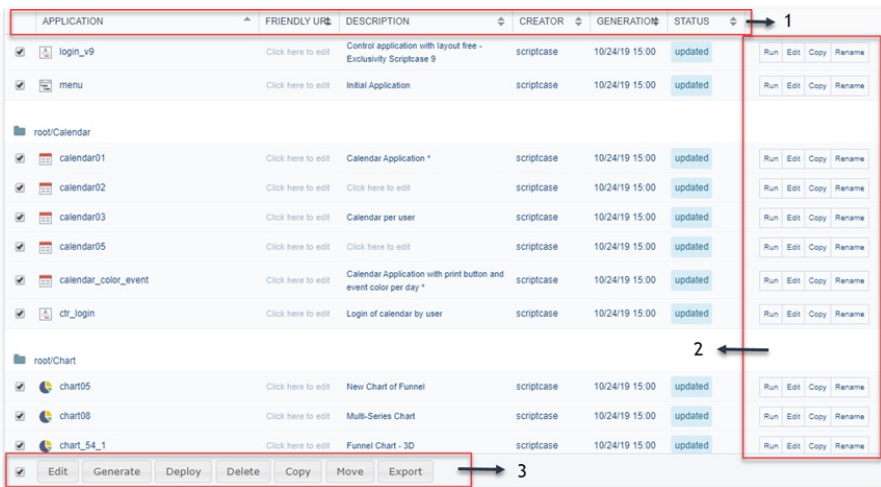 APPLICATION FRIENDLY URL DESCRIPTION CREATOR GENERATION STATUS 1
login_v9 Click here to edit Control application with layout free - Exclusivity Scriptcase 9 scriptcase 10/24/19 15:00 updated Run Edit Copy Rename
menu Click here to edit Initial Application scriptcase 10/24/19 15:00 updated Run Edit Copy Rename
root/Calendar
calendar01 Click here to edit Calendar Application * scriptcase 10/24/19 15:00 updated Run Edit Copy Rename
calendar02 Click here to edit Click here to edit scriptcase 10/24/19 15:00 updated Run Edit Copy Rename
calendar03 Click here to edit Calendar per user scriptcase 10/24/19 15:00 updated Run Edit Copy Rename
calendar05 Click here to edit Click here to edit scriptcase 10/24/19 15:00 updated Run Edit Copy Rename
calendar_color_event Click here to edit Calendar Application with print button and event color per day * scriptcase 10/24/19 15:00 updated Run Edit Copy Rename
ctr_login Click here to edit Login of calendar by user scriptcase 10/24/19 15:00 updated Run Edit Copy Rename
2
root/Chart
chart05 Click here to edit New Chart of Funnel scriptcase 10/24/19 15:00 updated Run Edit Copy Rename
chart08 Click here to edit Multi-Series Chart scriptcase 10/24/19 15:00 updated Run Edit Copy Rename
chart_54_1 Click here to edit Funnel Chart - 3D scriptcase 10/24/19 15:00 updated Run Edit Copy Rename
Edit Generate Deploy Delete Copy Move Export 3